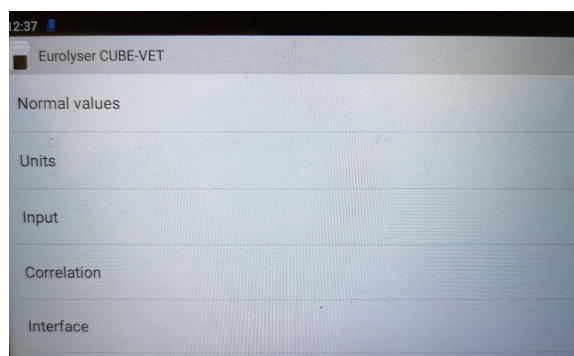 12:37
Eurolyser CUBE-VET
Normal values
Units
Input
Correlation
Interface